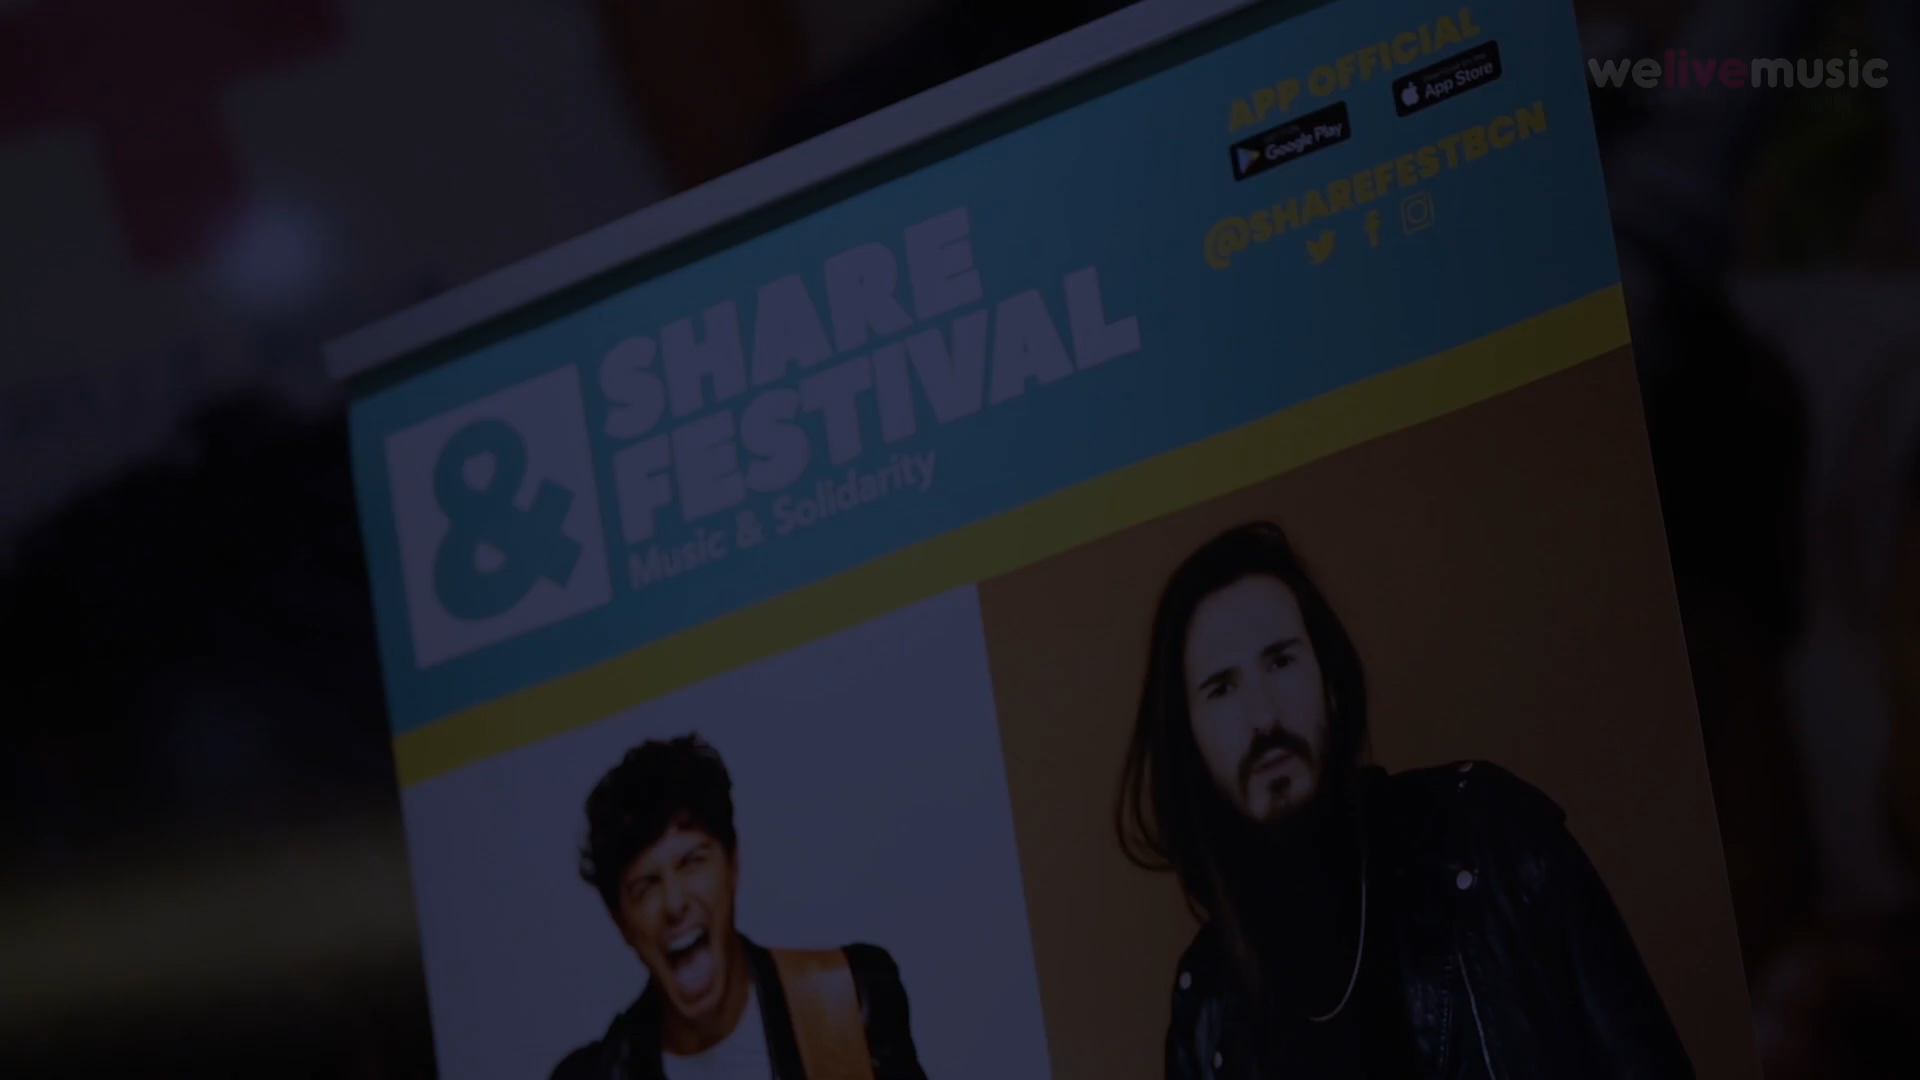 welivemusic
APP OFFICIAL
Google Play
App Store
@SHAREFESTBCN
&
SHARE
FESTIVAL
Music & Solidarity